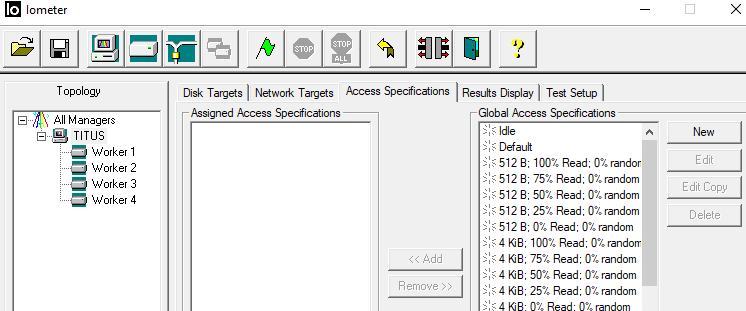 Io Iometer
STOP STOP ALL ?
Topology
All Managers
TITUS
Worker 1
Worker 2
Worker 3
Worker 4
Disk Targets Network Targets Access Specifications Results Display Test Setup
Assigned Access Specifications
<< Add
Remove >>
Global Access Specifications
Idle
Default
512 B; 100% Read; 0% random
512 B; 75% Read; 0% random
512 B; 50% Read; 0% random
512 B; 25% Read; 0% random
512 B; 0% Read; 0% random
4 KiB; 100% Read; 0% random
4 KiB; 75% Read; 0% random
4 KiB; 50% Read; 0% random
4 KiB; 25% Read; 0% random
4 KiB; 0% Read; 0% random
New
Edit
Edit Copy
Delete